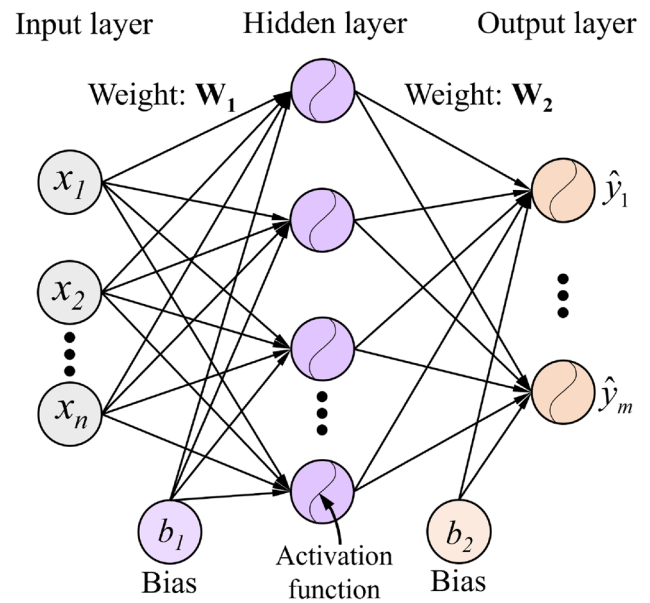 Input layer
Hidden layer
Output layer
Weight: W₁
Weight: W₂
x₁
x₂
xₙ
ŷ₁
ŷₘ
b₁
Bias
Activation
function
b₂
Bias